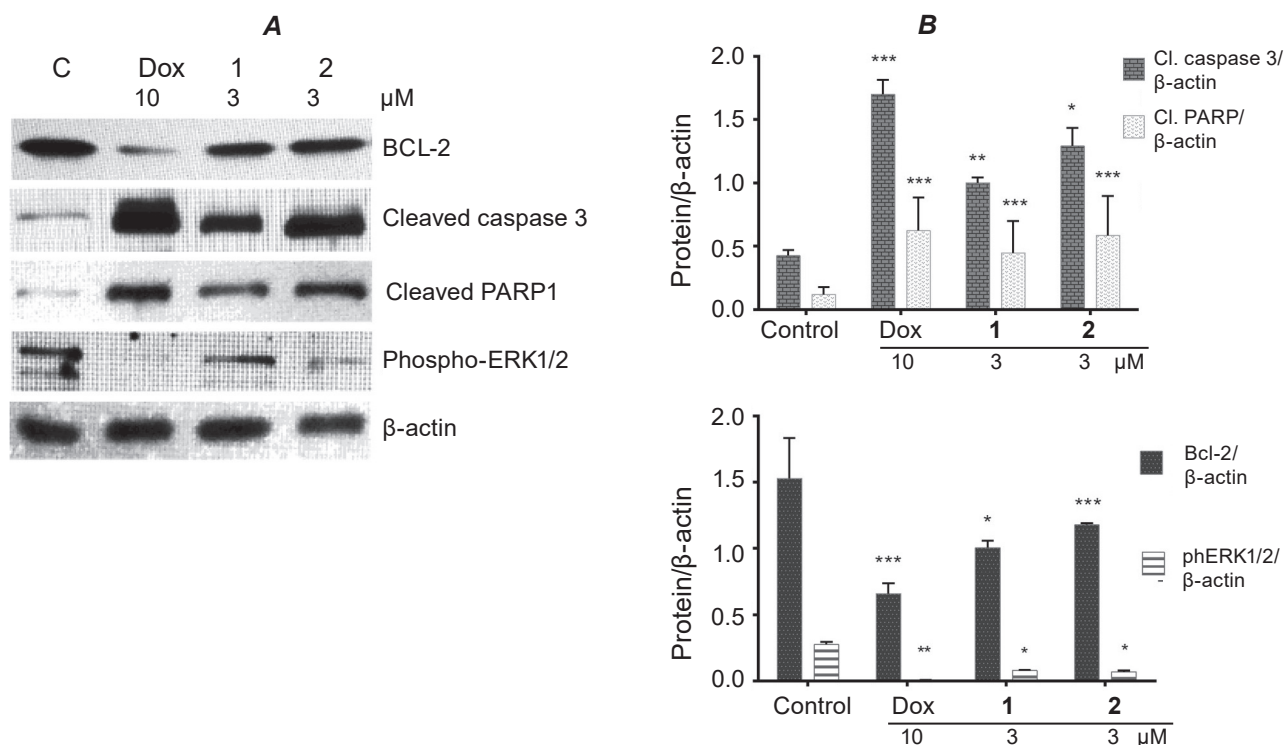 A
C Dox 1 2
10 3 3 µM
BCL-2
Cleaved caspase 3
Cleaved PARP1
Phospho-ERK1/2
β-actin
B
Protein/β-actin
2.0
1.5
1.0
0.5
0.0
***
***
**
***
*
***
Cl. caspase 3/
β-actin
Cl. PARP/
β-actin
Control Dox 1 2
10 3 3 µM
Protein/β-actin
2.0
1.5
1.0
0.5
0.0
***
**
*
*
***
*
Bcl-2/
β-actin
phERK1/2/
β-actin
Control Dox 1 2
10 3 3 µM